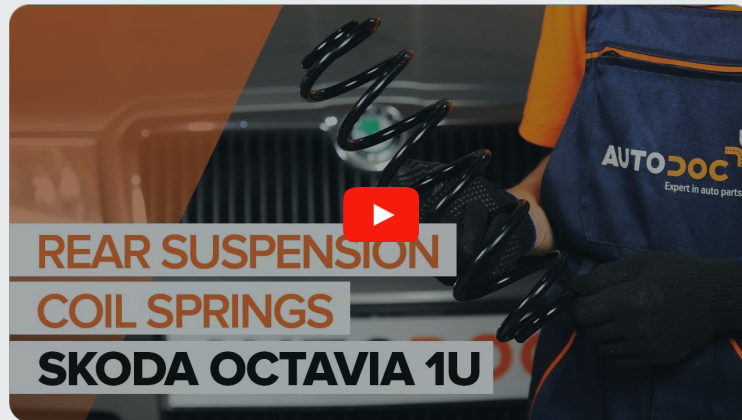 AUTODOC
Expert in auto parts
REAR SUSPENSION
COIL SPRINGS
SKODA OCTAVIA 1U